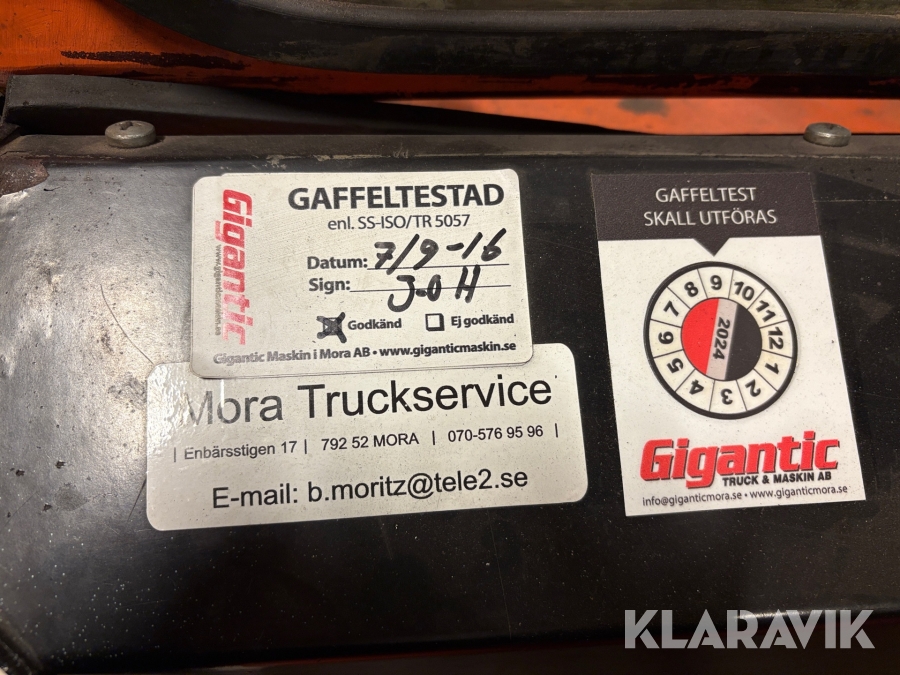 GAFFELTESTAD
enl. SS-ISO/TR 5057
Datum: 7/9-16
Sign: J-O H
Godkänd Ej godkänd
Gigantic Maskin i Mora AB • www.giganticmaskin.se
Gigantic
Mora Truckservice
| Enbärsstigen 17 | 792 52 MORA | 070-576 95 96 |
E-mail: b.moritz@tele2.se
GAFFELTEST
SKALL UTFÖRAS
1 2 3 4 5 6 7 8 9 10 11 12
2024
Gigantic
TRUCK & MASKIN AB
info@giganticmora.se • www.giganticmora.se
KLARAVIK